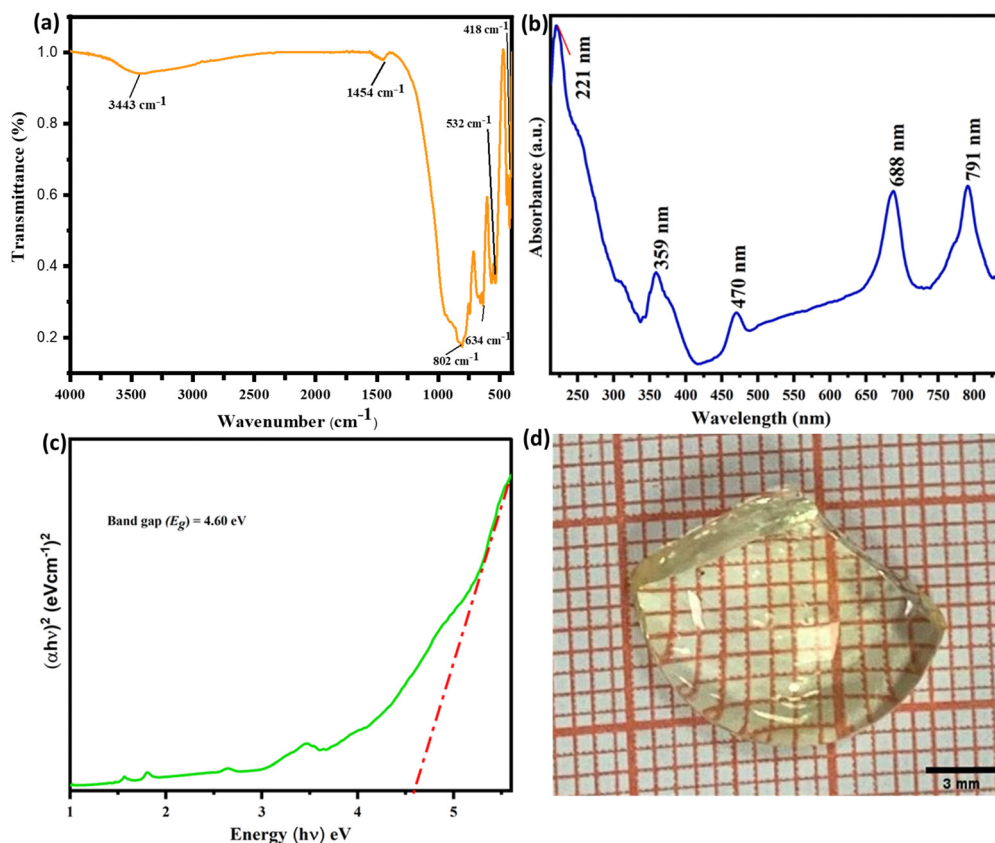 (a)
418 cm⁻¹
532 cm⁻¹
3443 cm⁻¹
1454 cm⁻¹
634 cm⁻¹
802 cm⁻¹
Transmittance (%)
1.0
0.8
0.6
0.4
0.2
4000 3500 3000 2500 2000 1500 1000 500
Wavenumber (cm⁻¹)
(b)
221 nm
359 nm
470 nm
688 nm
791 nm
Absorbance (a.u.)
250 300 350 400 450 500 550 600 650 700 750 800
Wavelength (nm)
(c)
Band gap (Eg) = 4.60 eV
(αhν)² (eVcm⁻¹)²
1 2 3 4 5
Energy (hν) eV
(d)
3 mm